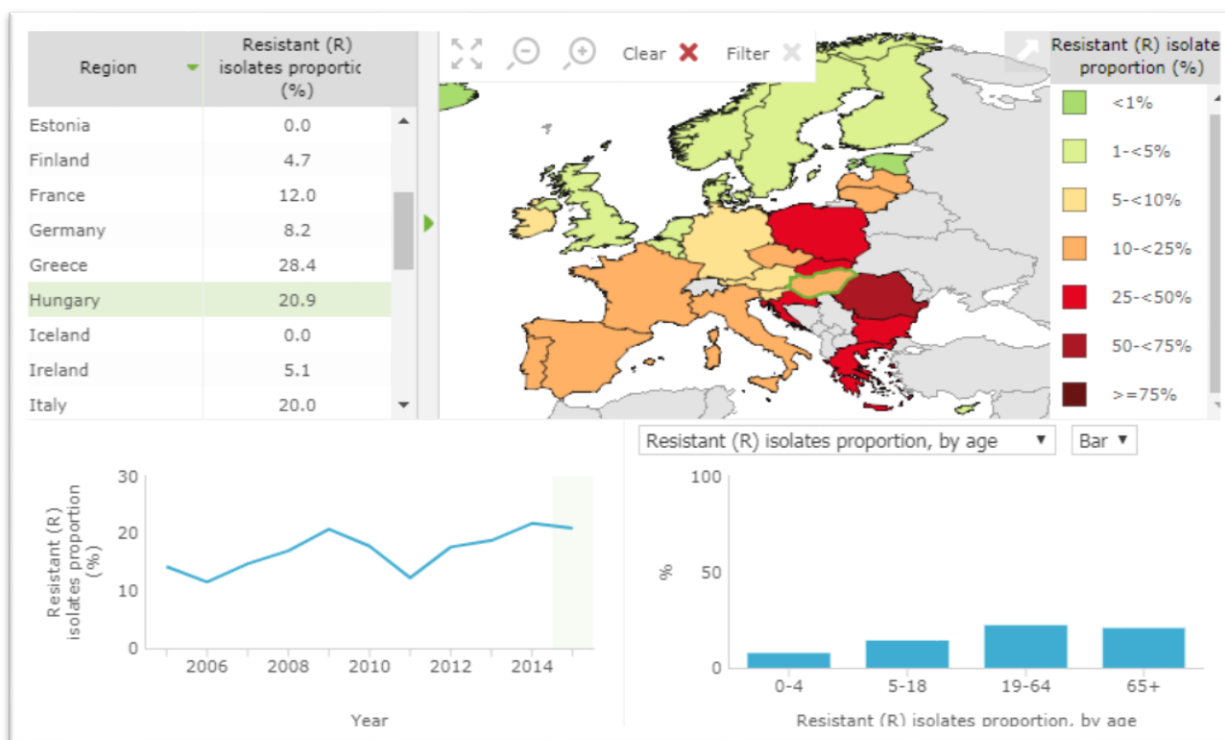 Region
Resistant (R)
isolates proportic
(%)
Estonia 0.0
Finland 4.7
France 12.0
Germany 8.2
Greece 28.4
Hungary 20.9
Iceland 0.0
Ireland 5.1
Italy 20.0
Clear Filter
Resistant (R) isolate
proportion (%)
<1%
1-<5%
5-<10%
10-<25%
25-<50%
50-<75%
>=75%
Resistant (R)
isolates proportion
(%)
30
20
10
0
2006 2008 2010 2012 2014
Year
Resistant (R) isolates proportion, by age
Bar
%
100
50
0
0-4 5-18 19-64 65+
Resistant (R) isolates proportion, by age